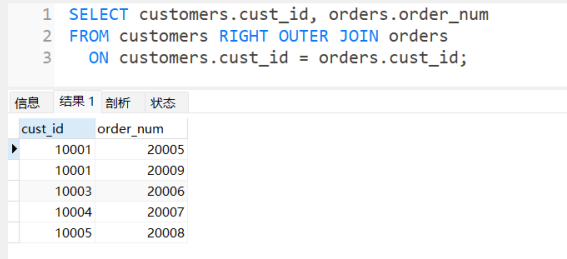 1 SELECT customers.cust_id, orders.order_num
2 FROM customers RIGHT OUTER JOIN orders
3 ON customers.cust_id = orders.cust_id;
信息 结果 1 剖析 状态
cust_id order_num
10001 20005
10001 20009
10003 20006
10004 20007
10005 20008